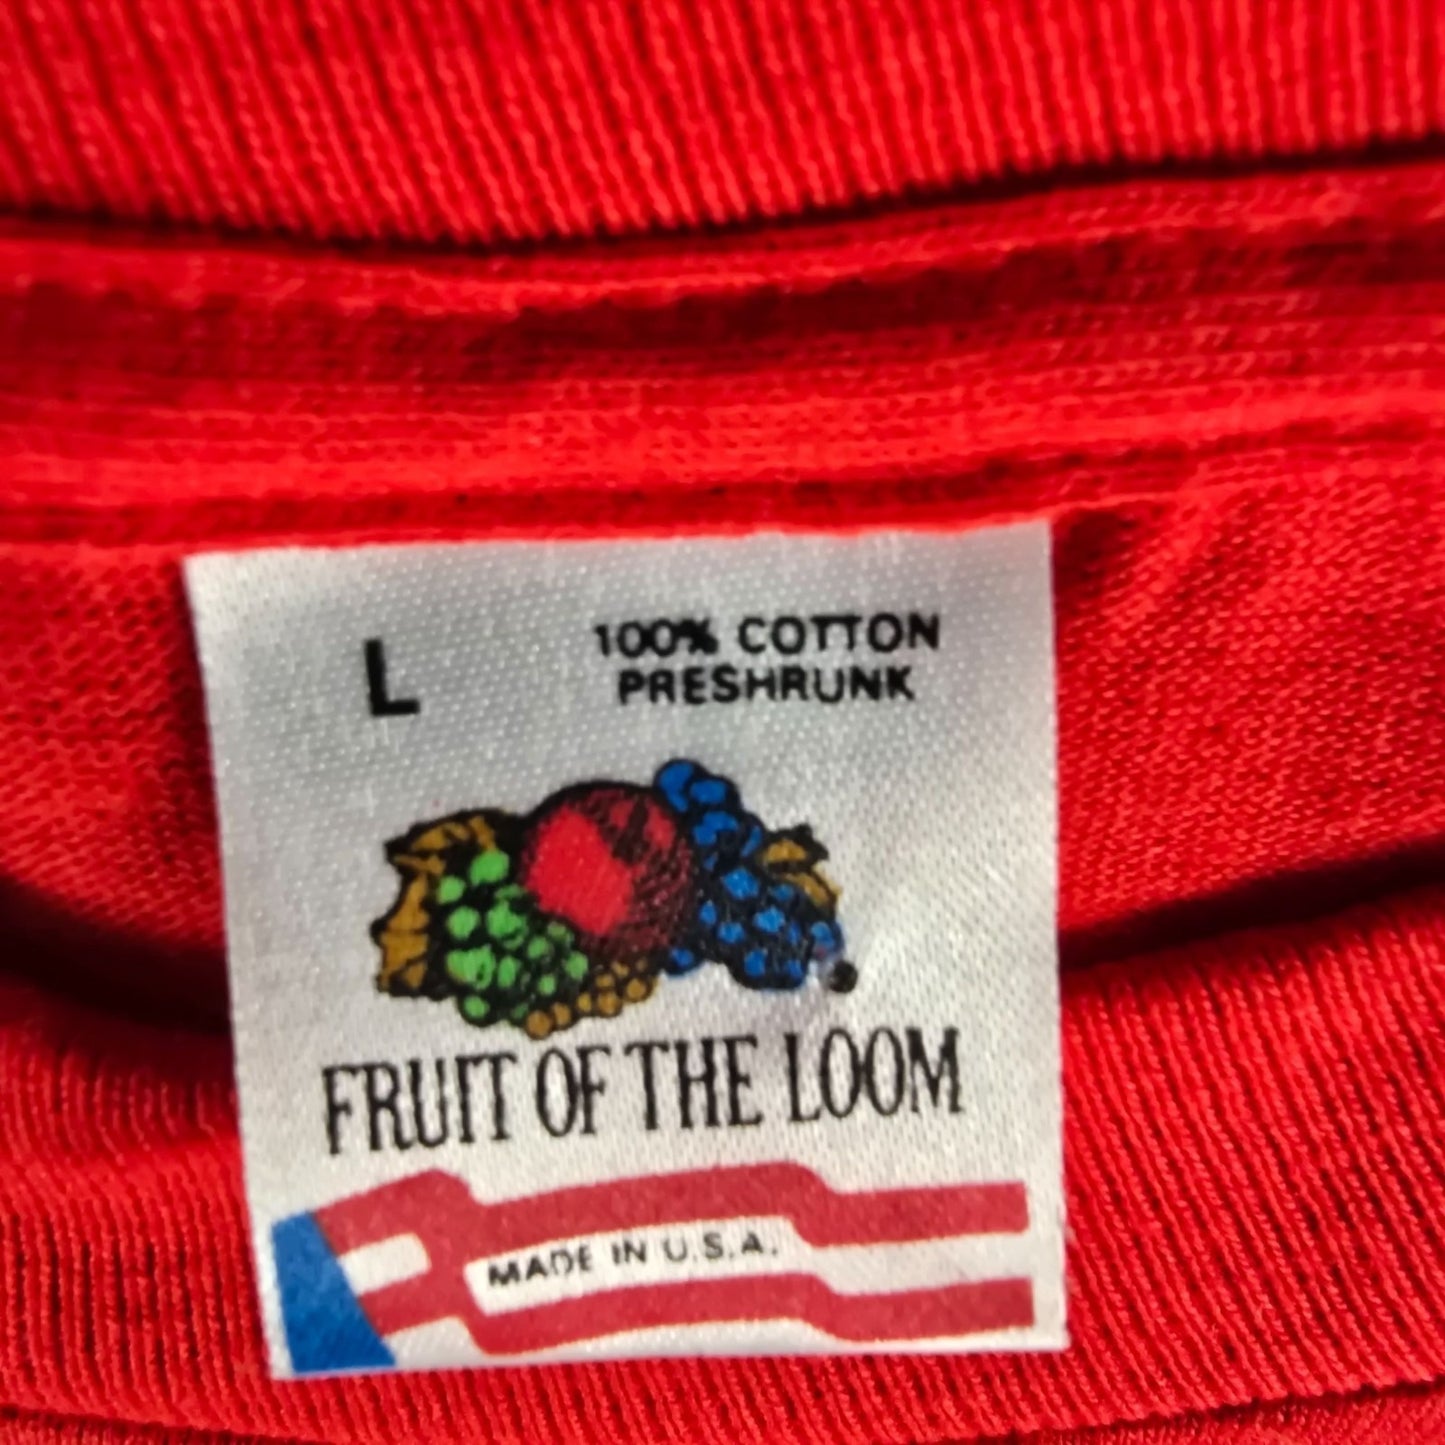 L
100% COTTON
PRESHRUNK
FRUIT OF THE LOOM
MADE IN U.S.A.